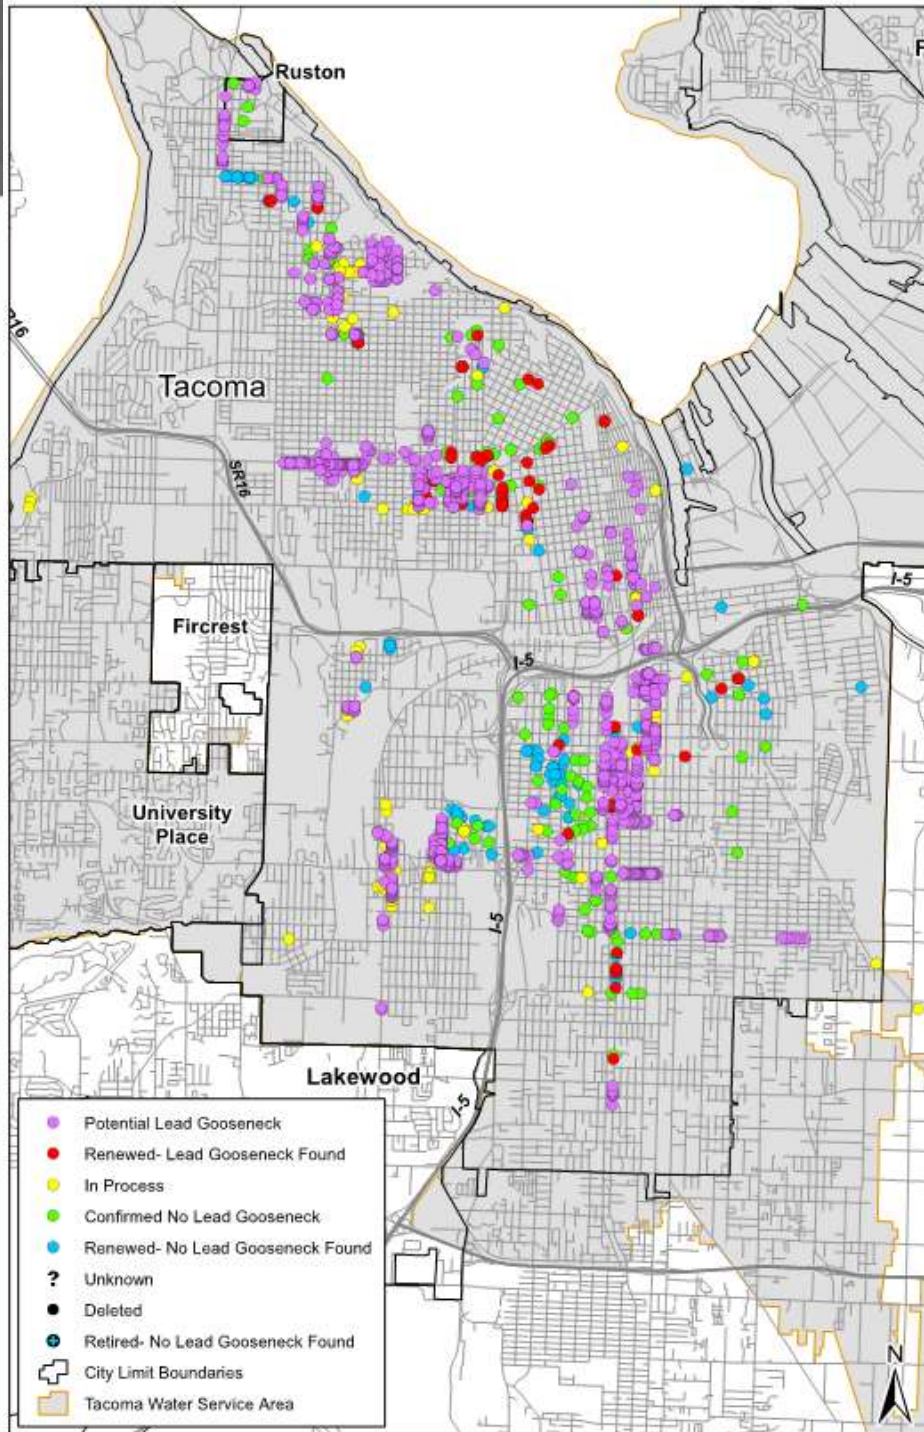 Ruston
F
R16
Tacoma
SR16
I-5
Fircrest
I-5
University
Place
I-5
Lakewood
I-5
Potential Lead Gooseneck
Renewed- Lead Gooseneck Found
In Process
Confirmed No Lead Gooseneck
Renewed- No Lead Gooseneck Found
? Unknown
Deleted
Retired- No Lead Gooseneck Found
City Limit Boundaries
Tacoma Water Service Area
N